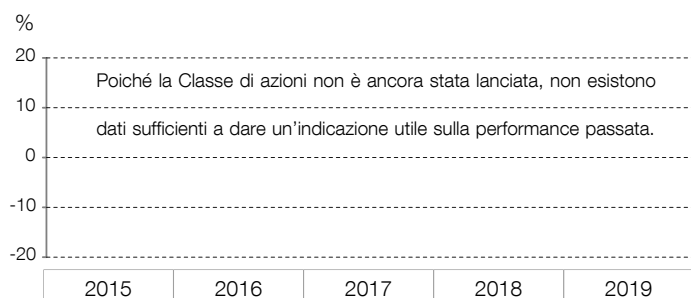 %
20
Poiché la Classe di azioni non è ancora stata lanciata, non esistono
10
dati sufficienti a dare un'indicazione utile sulla performance passata.
0
-10
-20
2015 2016 2017 2018 2019